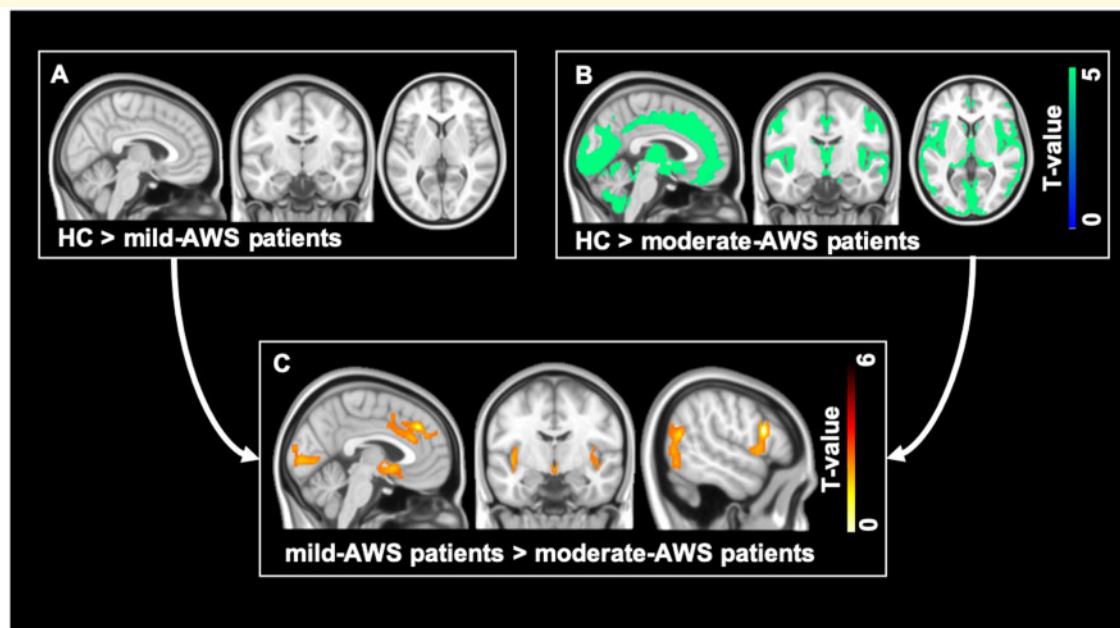 A
HC > mild-AWS patients
B
5
T-value
0
HC > moderate-AWS patients
C
6
T-value
0
mild-AWS patients > moderate-AWS patients